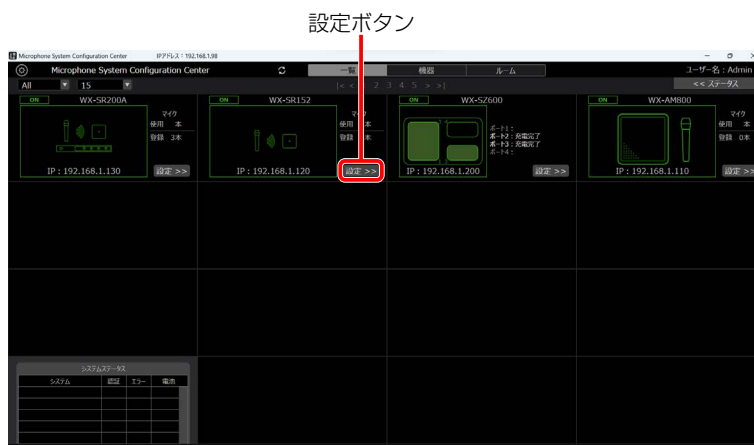 設定ボタン
Microphone System Configuration Center IPアドレス：192.168.1.98
Microphone System Configuration Center 一覧 機器 ルーム ユーザー名：Admin
All 15 |< < 2 3 4 5 > >| << ステータス
ON WX-SR200A
マイク
使用 本
登録 3本
IP : 192.168.1.130 設定 >>
ON WX-SR152
マイク
使用 本
登録 本
IP : 192.168.1.120 設定 >>
ON WX-SZ600
ポート1：
ポート2：充電完了
ポート3：充電完了
ポート4：
IP : 192.168.1.200 設定 >>
ON WX-AM800
マイク
使用 本
登録 0本
IP : 192.168.1.110 設定 >>
システムステータス
システム 認証 エラー 電池